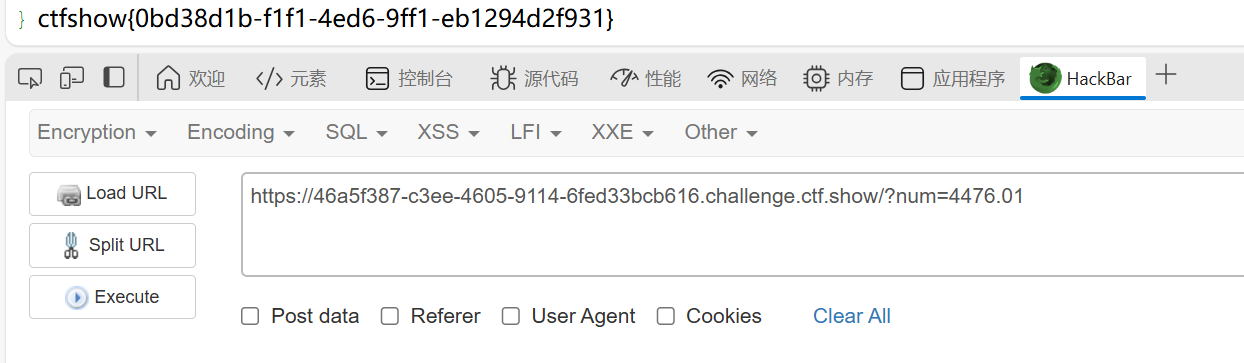 } ctfshow{0bd38d1b-f1f1-4ed6-9ff1-eb1294d2f931}
欢迎 元素 控制台 源代码 性能 网络 内存 应用程序 HackBar
Encryption Encoding SQL XSS LFI XXE Other
Load URL
https://46a5f387-c3ee-4605-9114-6fed33bcb616.challenge.ctf.show/?num=4476.01
Split URL
Execute
Post data Referer User Agent Cookies Clear All